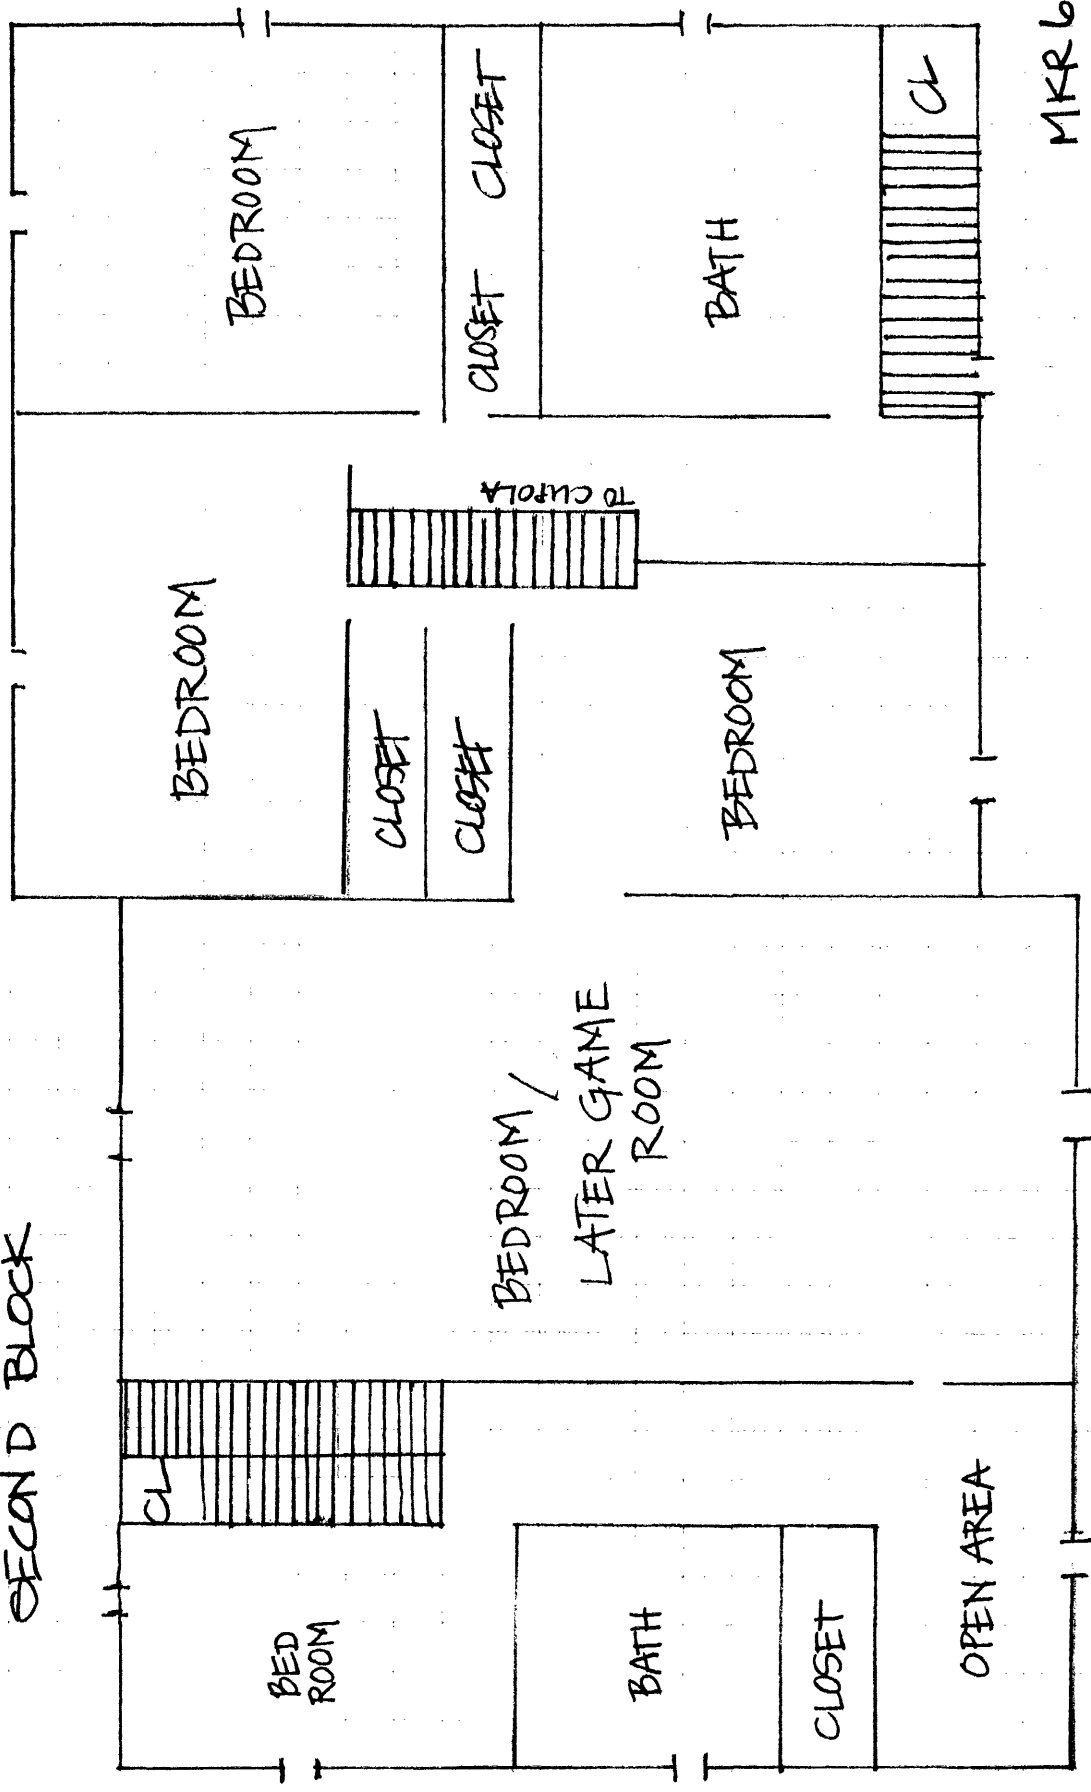 SECOND BLOCK
BED
ROOM
CL
BATH
CLOSET
OPEN AREA
BEDROOM /
LATER GAME
ROOM
BEDROOM
CLOSET
CLOSET
BEDROOM
TO CUPOLA
BEDROOM
CLOSET CLOSET
BATH
CL
MKR 6